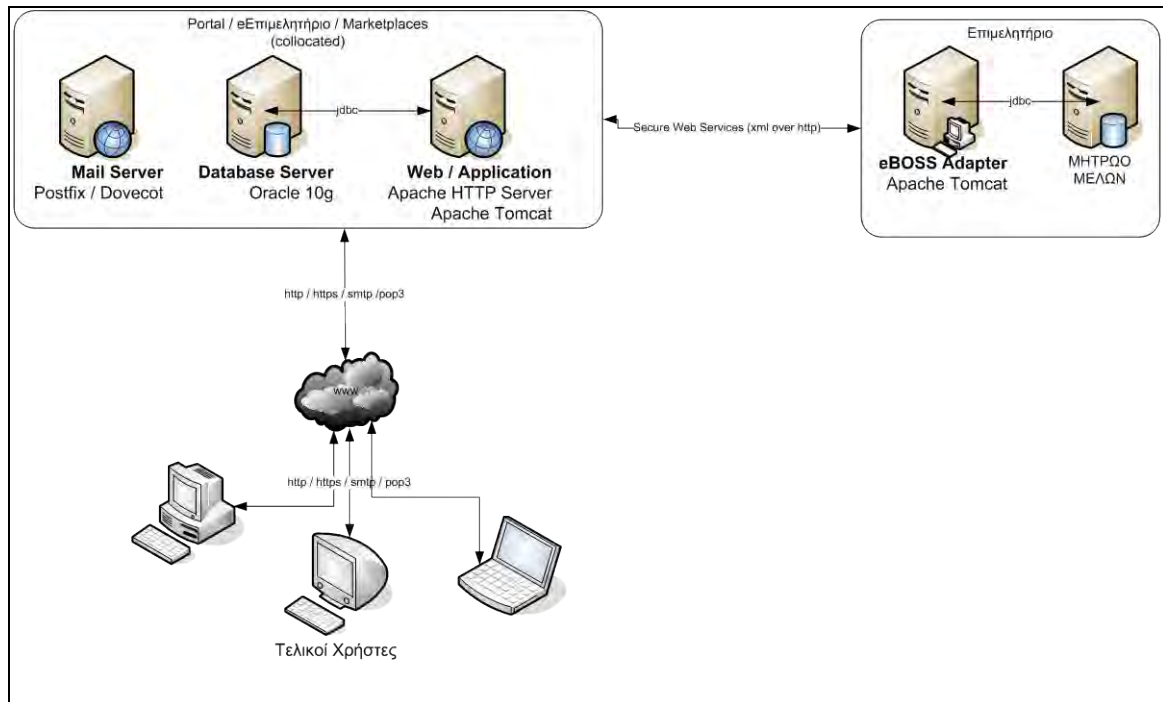 Portal / eΕπιμελητήριο / Marketplaces
(collocated)
jdbc
Mail Server
Postfix / Dovecot
Database Server
Oracle 10g
Web / Application
Apache HTTP Server
Apache Tomcat
Secure Web Services (xml over http)
Επιμελητήριο
jdbc
eBOSS Adapter
Apache Tomcat
ΜΗΤΡΩΟ
ΜΕΛΩΝ
http / https / smtp /pop3
www
http / https / smtp / pop3
Τελικοί Χρήστες